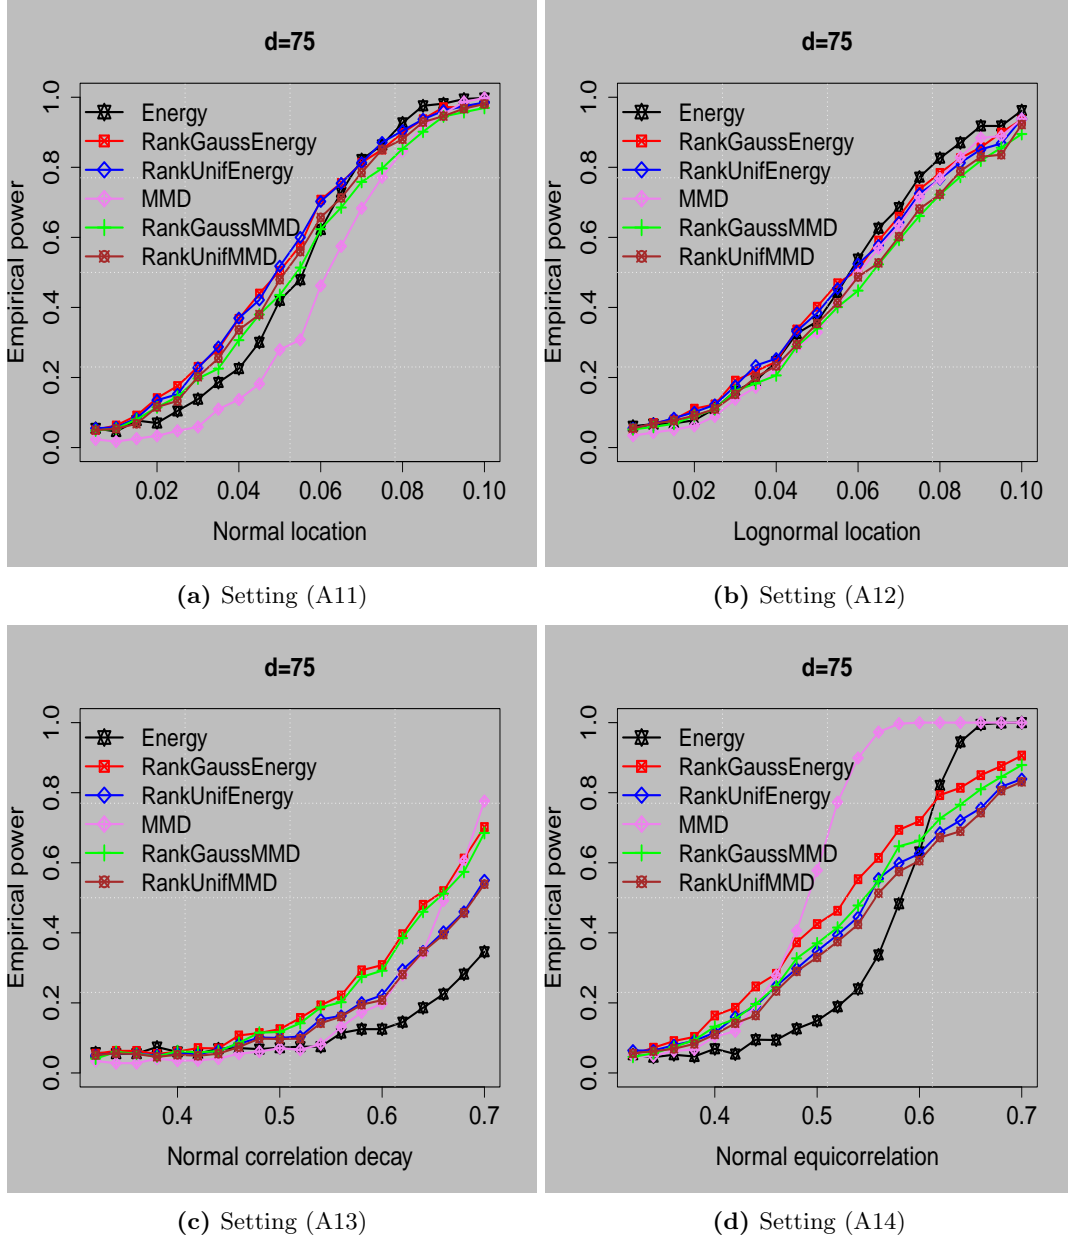 d=75
Energy
RankGaussEnergy
RankUnifEnergy
MMD
RankGaussMMD
RankUnifMMD
Empirical power
0.0 0.2 0.4 0.6 0.8 1.0
0.02 0.04 0.06 0.08 0.10
Normal location
(a) Setting (A11)
d=75
Energy
RankGaussEnergy
RankUnifEnergy
MMD
RankGaussMMD
RankUnifMMD
Empirical power
0.0 0.2 0.4 0.6 0.8 1.0
0.02 0.04 0.06 0.08 0.10
Lognormal location
(b) Setting (A12)
d=75
Energy
RankGaussEnergy
RankUnifEnergy
MMD
RankGaussMMD
RankUnifMMD
Empirical power
0.0 0.2 0.4 0.6 0.8 1.0
0.4 0.5 0.6 0.7
Normal correlation decay
(c) Setting (A13)
d=75
Energy
RankGaussEnergy
RankUnifEnergy
MMD
RankGaussMMD
RankUnifMMD
Empirical power
0.0 0.2 0.4 0.6 0.8 1.0
0.4 0.5 0.6 0.7
Normal equicorrelation
(d) Setting (A14)